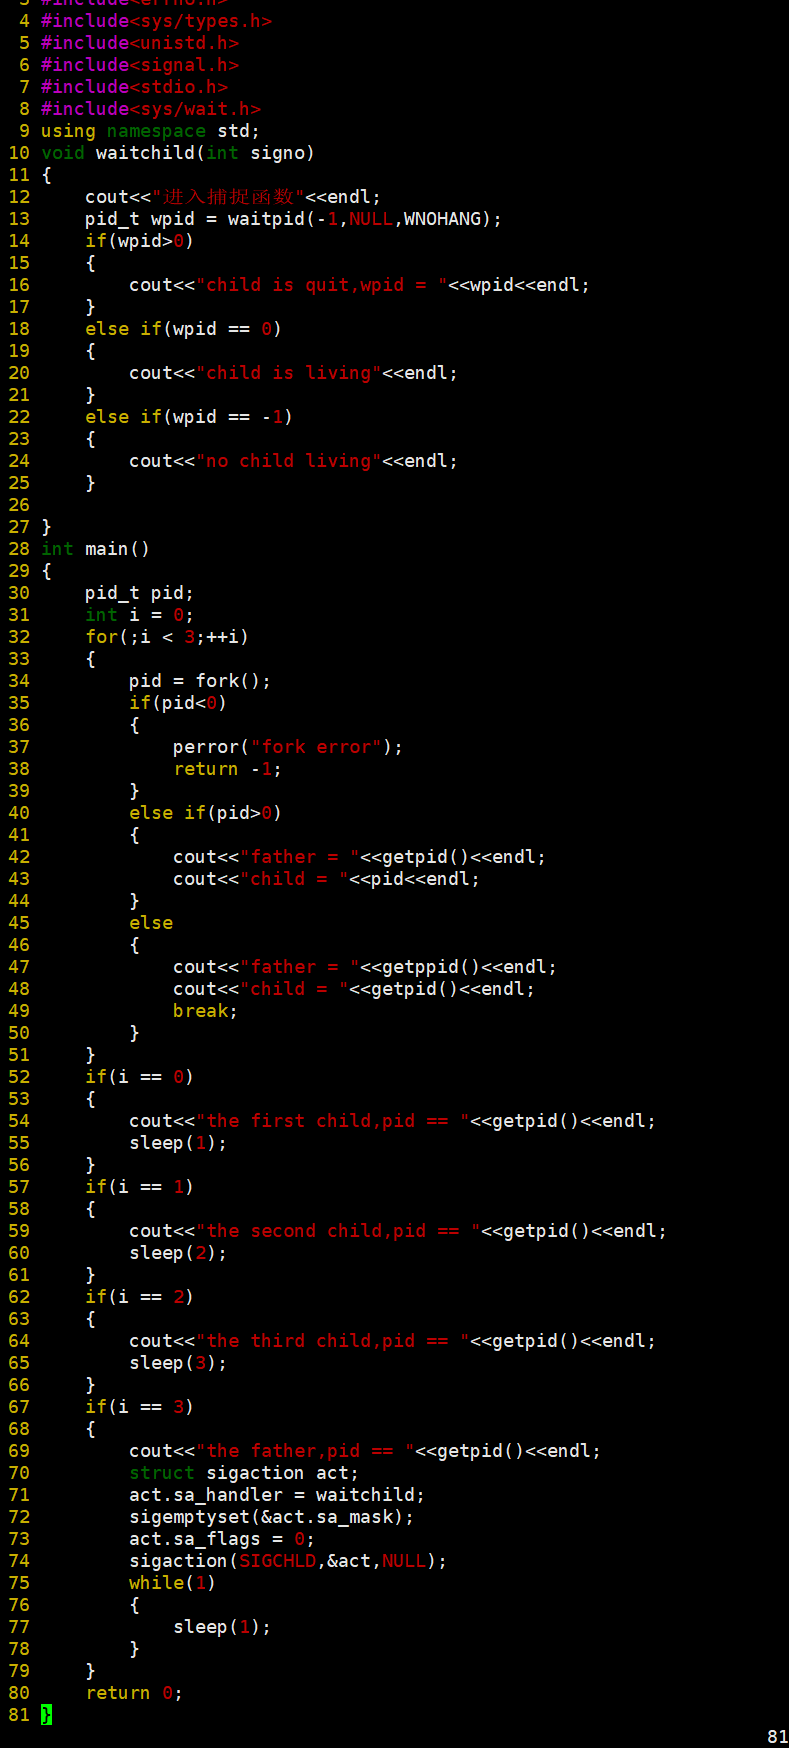 3 #include<errno.h>
4 #include<sys/types.h>
5 #include<unistd.h>
6 #include<signal.h>
7 #include<stdio.h>
8 #include<sys/wait.h>
9 using namespace std;
10 void waitchild(int signo)
11 {
12     cout<<"进入捕捉函数"<<endl;
13     pid_t wpid = waitpid(-1,NULL,WNOHANG);
14     if(wpid>0)
15     {
16         cout<<"child is quit,wpid = "<<wpid<<endl;
17     }
18     else if(wpid == 0)
19     {
20         cout<<"child is living"<<endl;
21     }
22     else if(wpid == -1)
23     {
24         cout<<"no child living"<<endl;
25     }
26
27 }
28 int main()
29 {
30     pid_t pid;
31     int i = 0;
32     for(;i < 3;++i)
33     {
34         pid = fork();
35         if(pid<0)
36         {
37             perror("fork error");
38             return -1;
39         }
40         else if(pid>0)
41         {
42             cout<<"father = "<<getpid()<<endl;
43             cout<<"child = "<<pid<<endl;
44         }
45         else
46         {
47             cout<<"father = "<<getppid()<<endl;
48             cout<<"child = "<<getpid()<<endl;
49             break;
50         }
51     }
52     if(i == 0)
53     {
54         cout<<"the first child,pid == "<<getpid()<<endl;
55         sleep(1);
56     }
57     if(i == 1)
58     {
59         cout<<"the second child,pid == "<<getpid()<<endl;
60         sleep(2);
61     }
62     if(i == 2)
63     {
64         cout<<"the third child,pid == "<<getpid()<<endl;
65         sleep(3);
66     }
67     if(i == 3)
68     {
69         cout<<"the father,pid == "<<getpid()<<endl;
70         struct sigaction act;
71         act.sa_handler = waitchild;
72         sigemptyset(&act.sa_mask);
73         act.sa_flags = 0;
74         sigaction(SIGCHLD,&act,NULL);
75         while(1)
76         {
77             sleep(1);
78         }
79     }
80     return 0;
81 }
81